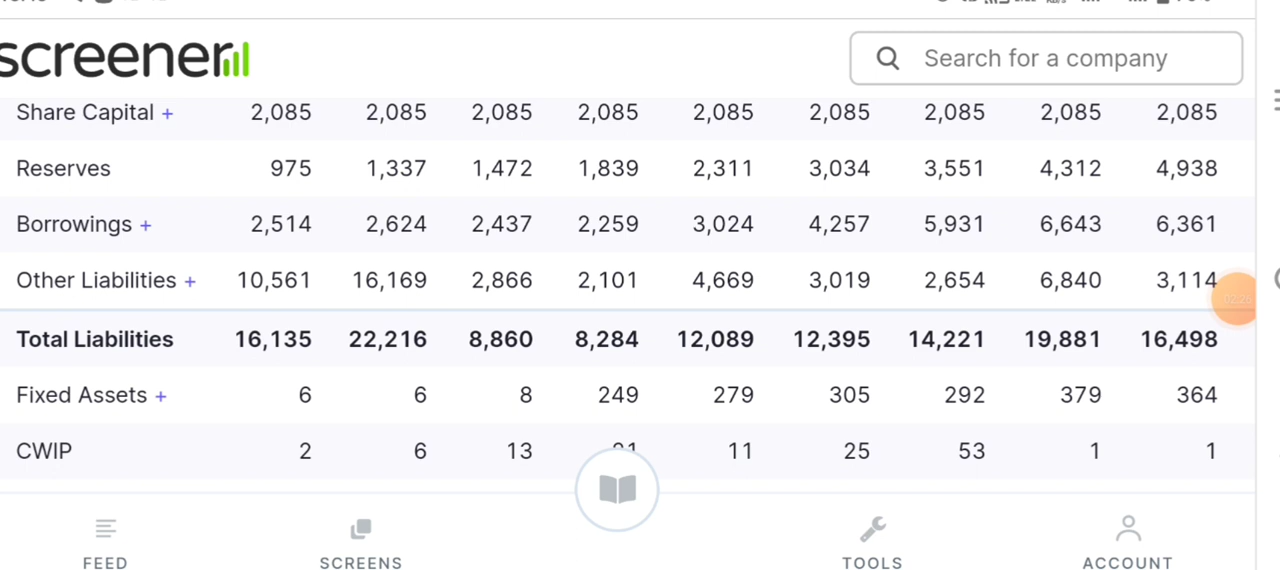 screener
Search for a company
Share Capital + 2,085 2,085 2,085 2,085 2,085 2,085 2,085 2,085 2,085
Reserves 975 1,337 1,472 1,839 2,311 3,034 3,551 4,312 4,938
Borrowings + 2,514 2,624 2,437 2,259 3,024 4,257 5,931 6,643 6,361
Other Liabilities + 10,561 16,169 2,866 2,101 4,669 3,019 2,654 6,840 3,114
02:26
Total Liabilities 16,135 22,216 8,860 8,284 12,089 12,395 14,221 19,881 16,498
Fixed Assets + 6 6 8 249 279 305 292 379 364
CWIP 2 6 13 11 25 53 1 1
FEED SCREENS TOOLS ACCOUNT